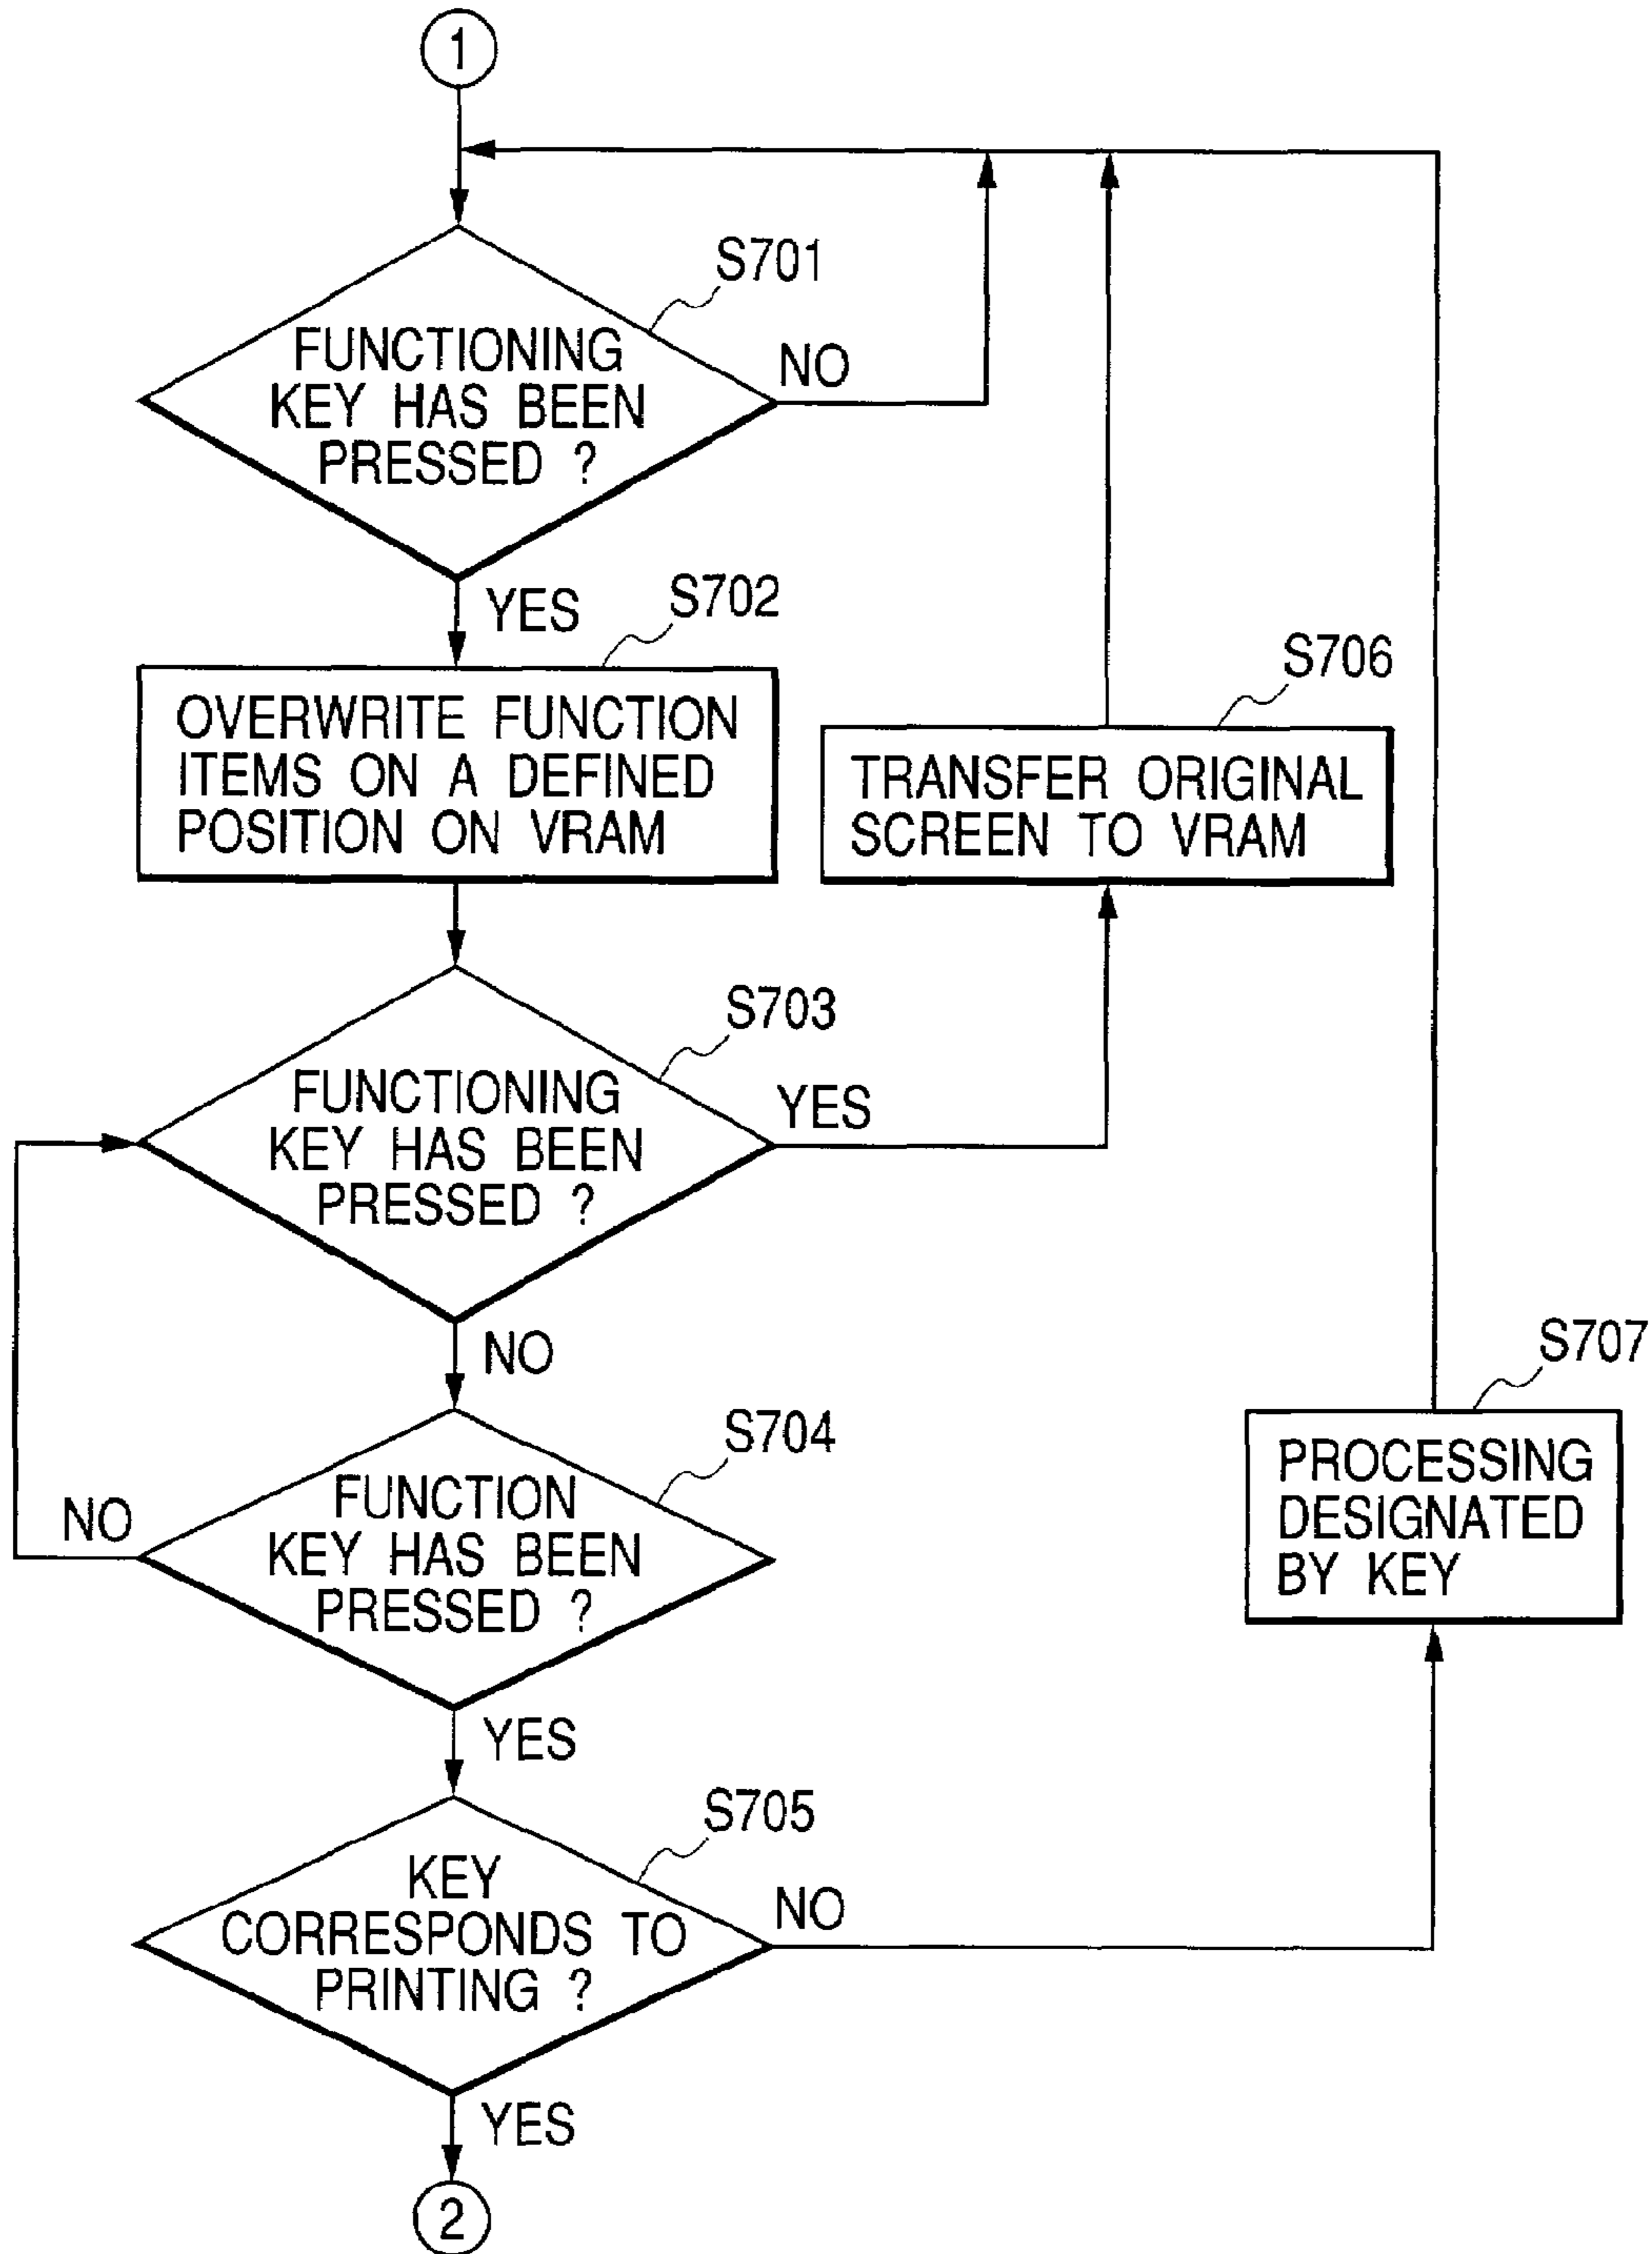 1
S701
FUNCTIONING
KEY HAS BEEN
PRESSED ?
NO
YES
S702
OVERWRITE FUNCTION
ITEMS ON A DEFINED
POSITION ON VRAM
S706
TRANSFER ORIGINAL
SCREEN TO VRAM
S703
FUNCTIONING
KEY HAS BEEN
PRESSED ?
YES
NO
S704
FUNCTION
KEY HAS BEEN
PRESSED ?
NO
YES
S707
PROCESSING
DESIGNATED
BY KEY
S705
KEY
CORRESPONDS TO
PRINTING ?
NO
YES
2